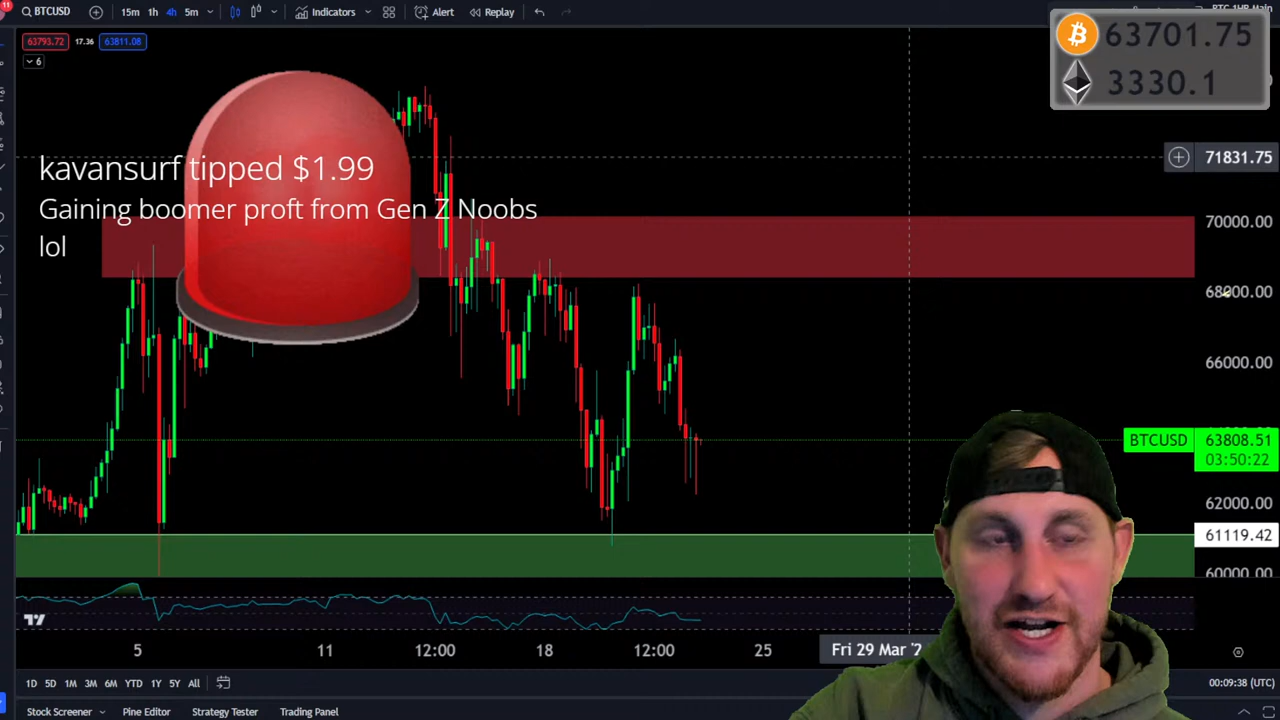 11
BTCUSD
15m 1h 4h 5m
Indicators
Alert
Replay
63793.72 17.36 63811.08
6
63701.75
3330.1
kavansurf tipped $1.99
Gaining boomer proft from Gen Z Noobs
lol
71831.75
70000.00
68000.00
66000.00
BTCUSD 63808.51
03:50:22
62000.00
61119.42
60000.00
5 11 12:00 18 12:00 25 Fri 29 Mar '2
1D 5D 1M 3M 6M YTD 1Y 5Y All
00:09:38 (UTC)
Stock Screener Pine Editor Strategy Tester Trading Panel